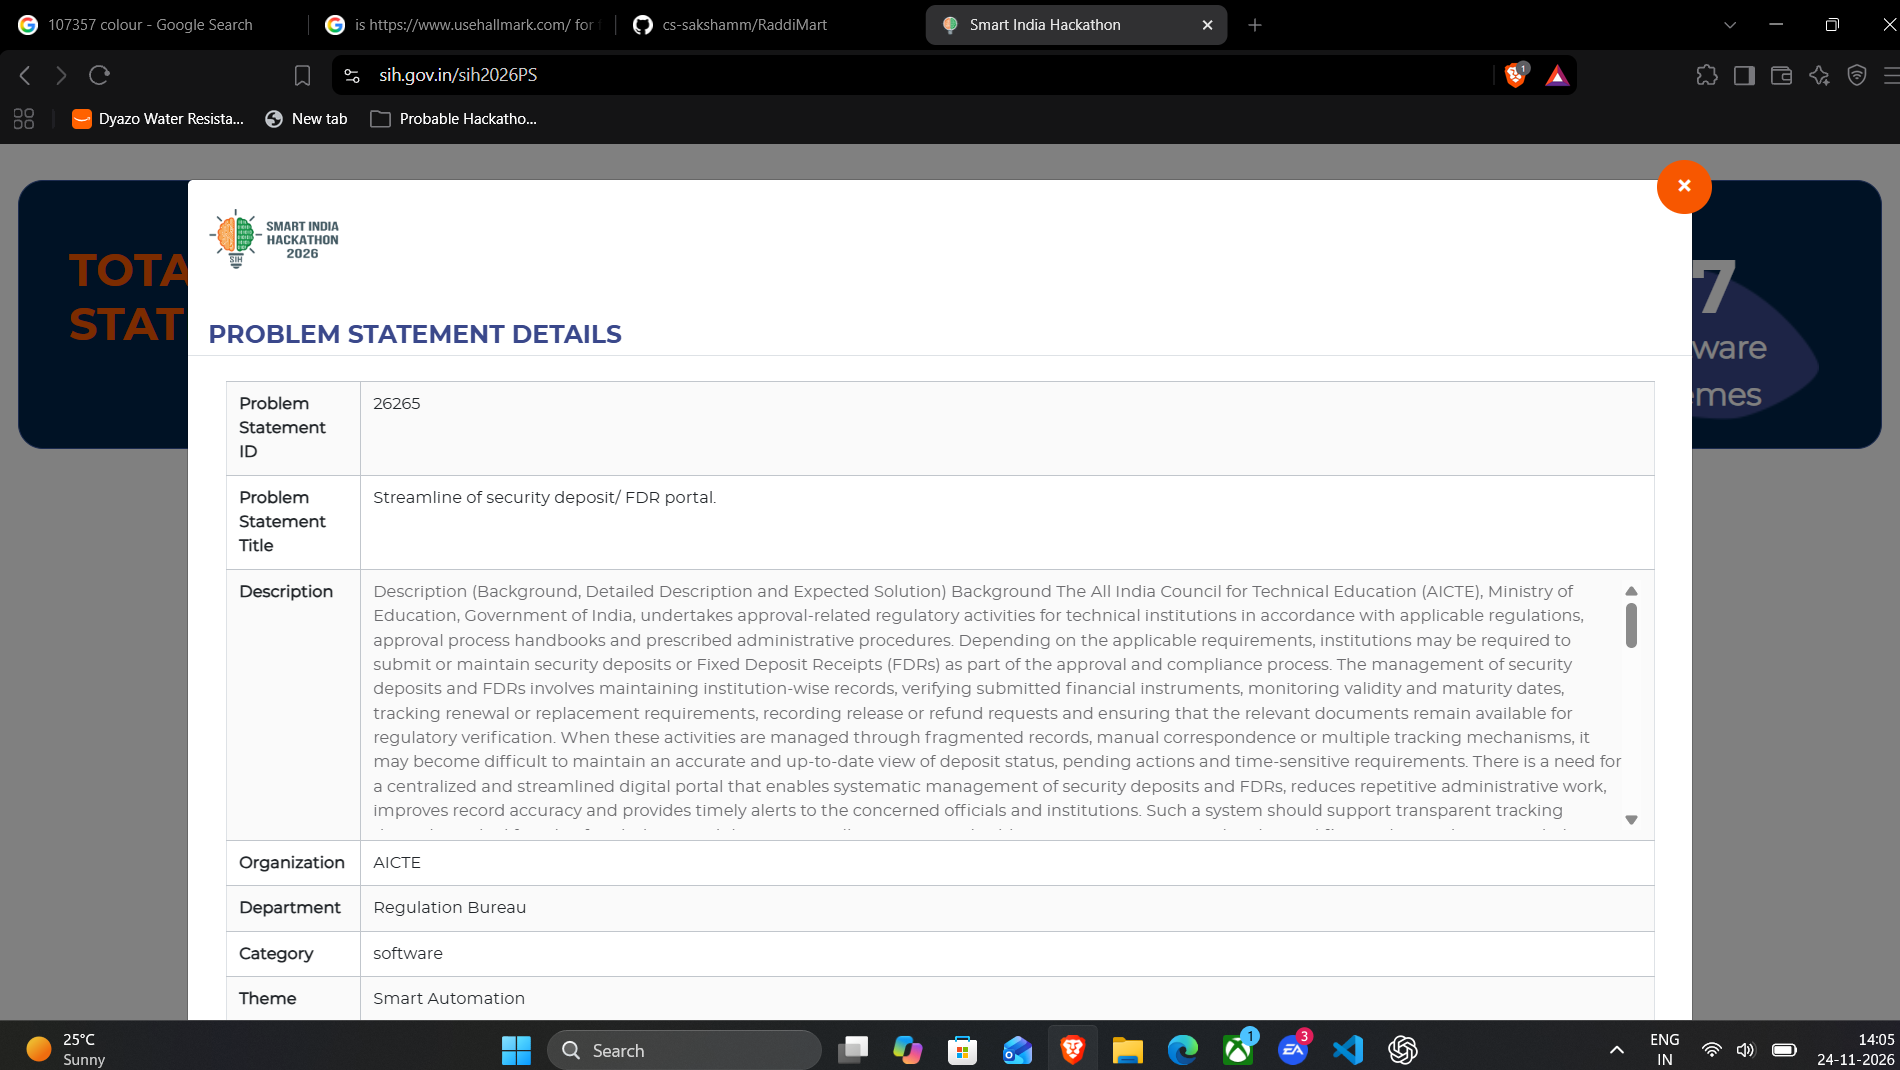 107357 colour - Google Search
is https://www.usehallmark.com/ for
cs-sakshamm/RaddiMart
Smart India Hackathon
sih.gov.in/sih2026PS
1
Dyazo Water Resista...
New tab
Probable Hackatho...
TOTA
STAT
7
ware
emes
SMART INDIA
HACKATHON
2026
SIH
PROBLEM STATEMENT DETAILS
Problem
Statement
ID
26265
Problem
Statement
Title
Streamline of security deposit/ FDR portal.
Description
Description (Background, Detailed Description and Expected Solution) Background The All India Council for Technical Education (AICTE), Ministry of
Education, Government of India, undertakes approval-related regulatory activities for technical institutions in accordance with applicable regulations,
approval process handbooks and prescribed administrative procedures. Depending on the applicable requirements, institutions may be required to
submit or maintain security deposits or Fixed Deposit Receipts (FDRs) as part of the approval and compliance process. The management of security
deposits and FDRs involves maintaining institution-wise records, verifying submitted financial instruments, monitoring validity and maturity dates,
tracking renewal or replacement requirements, recording release or refund requests and ensuring that the relevant documents remain available for
regulatory verification. When these activities are managed through fragmented records, manual correspondence or multiple tracking mechanisms, it
may become difficult to maintain an accurate and up-to-date view of deposit status, pending actions and time-sensitive requirements. There is a need for
a centralized and streamlined digital portal that enables systematic management of security deposits and FDRs, reduces repetitive administrative work,
improves record accuracy and provides timely alerts to the concerned officials and institutions. Such a system should support transparent tracking
Organization
AICTE
Department
Regulation Bureau
Category
software
Theme
Smart Automation
25°C
Sunny
Search
1
EA
3
ENG
IN
14:05
24-11-2026